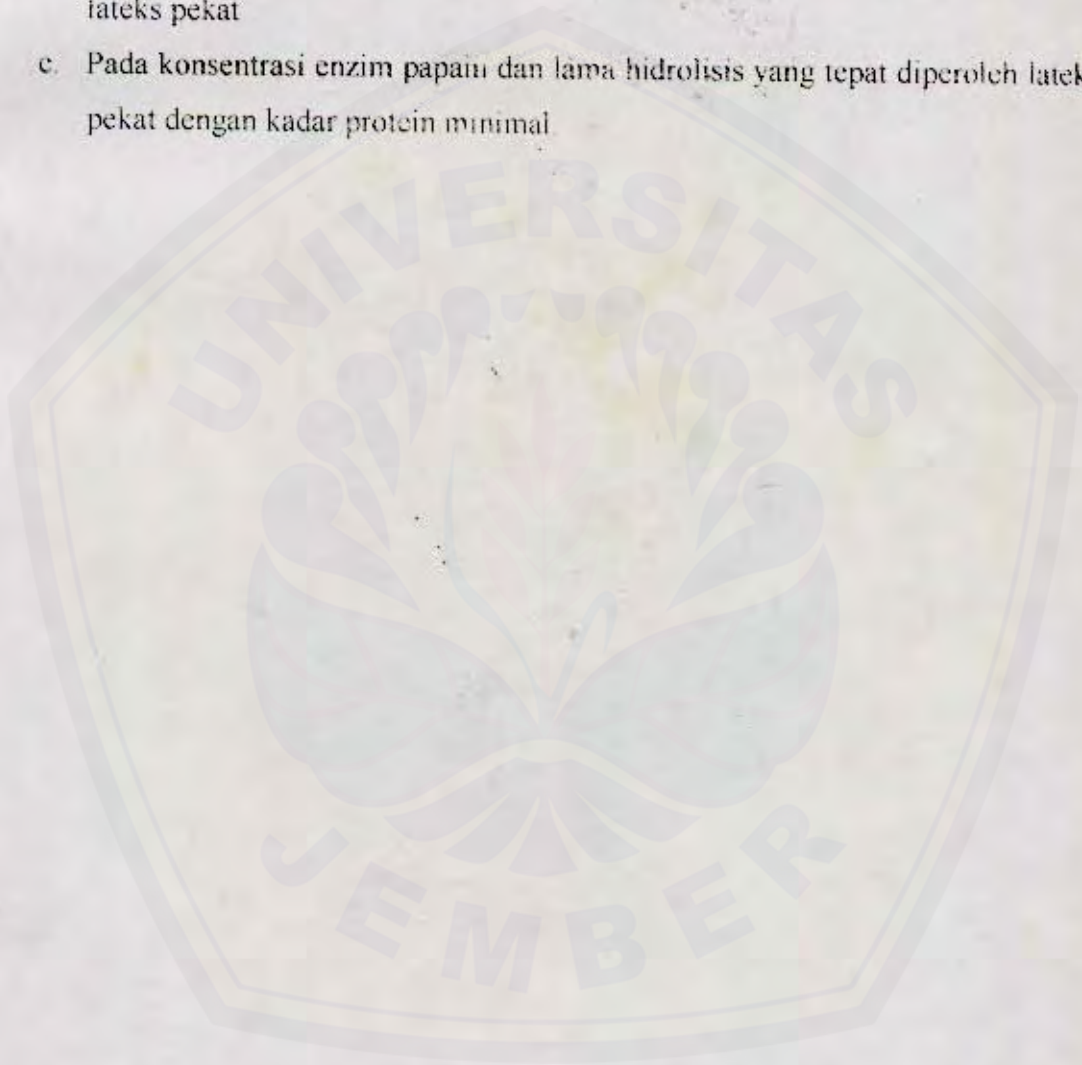 lateks pekat
c. Pada konsentrasi enzim papain dan lama hidrolisis yang tepat diperoleh latek
pekat dengan kadar protein minimal
UNIVERSITAS
JEMBER